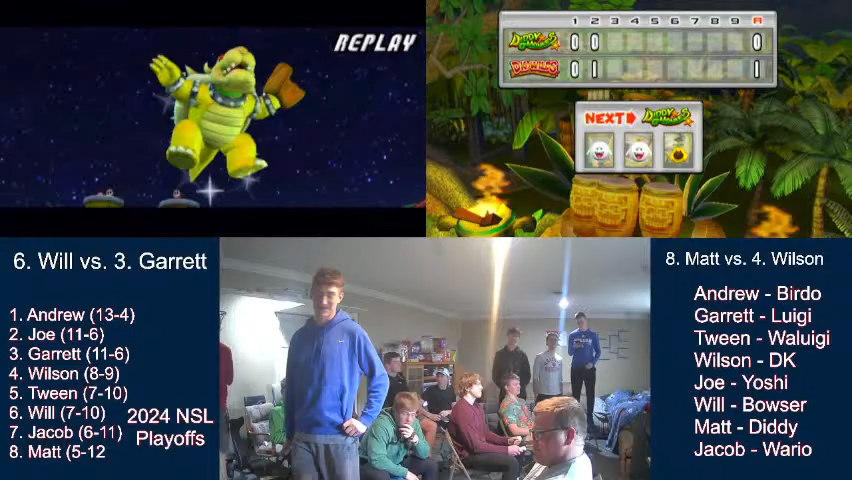 REPLAY
1 2 3 4 5 6 7 8 9 R
DIDDY 0 0 0
DK WILDS 0 1 1
NEXT DIDDY
6. Will vs. 3. Garrett
1. Andrew (13-4)
2. Joe (11-6)
3. Garrett (11-6)
4. Wilson (8-9)
5. Tween (7-10)
6. Will (7-10)
7. Jacob (6-11)
8. Matt (5-12
2024 NSL
Playoffs
8. Matt vs. 4. Wilson
Andrew - Birdo
Garrett - Luigi
Tween - Waluigi
Wilson - DK
Joe - Yoshi
Will - Bowser
Matt - Diddy
Jacob - Wario